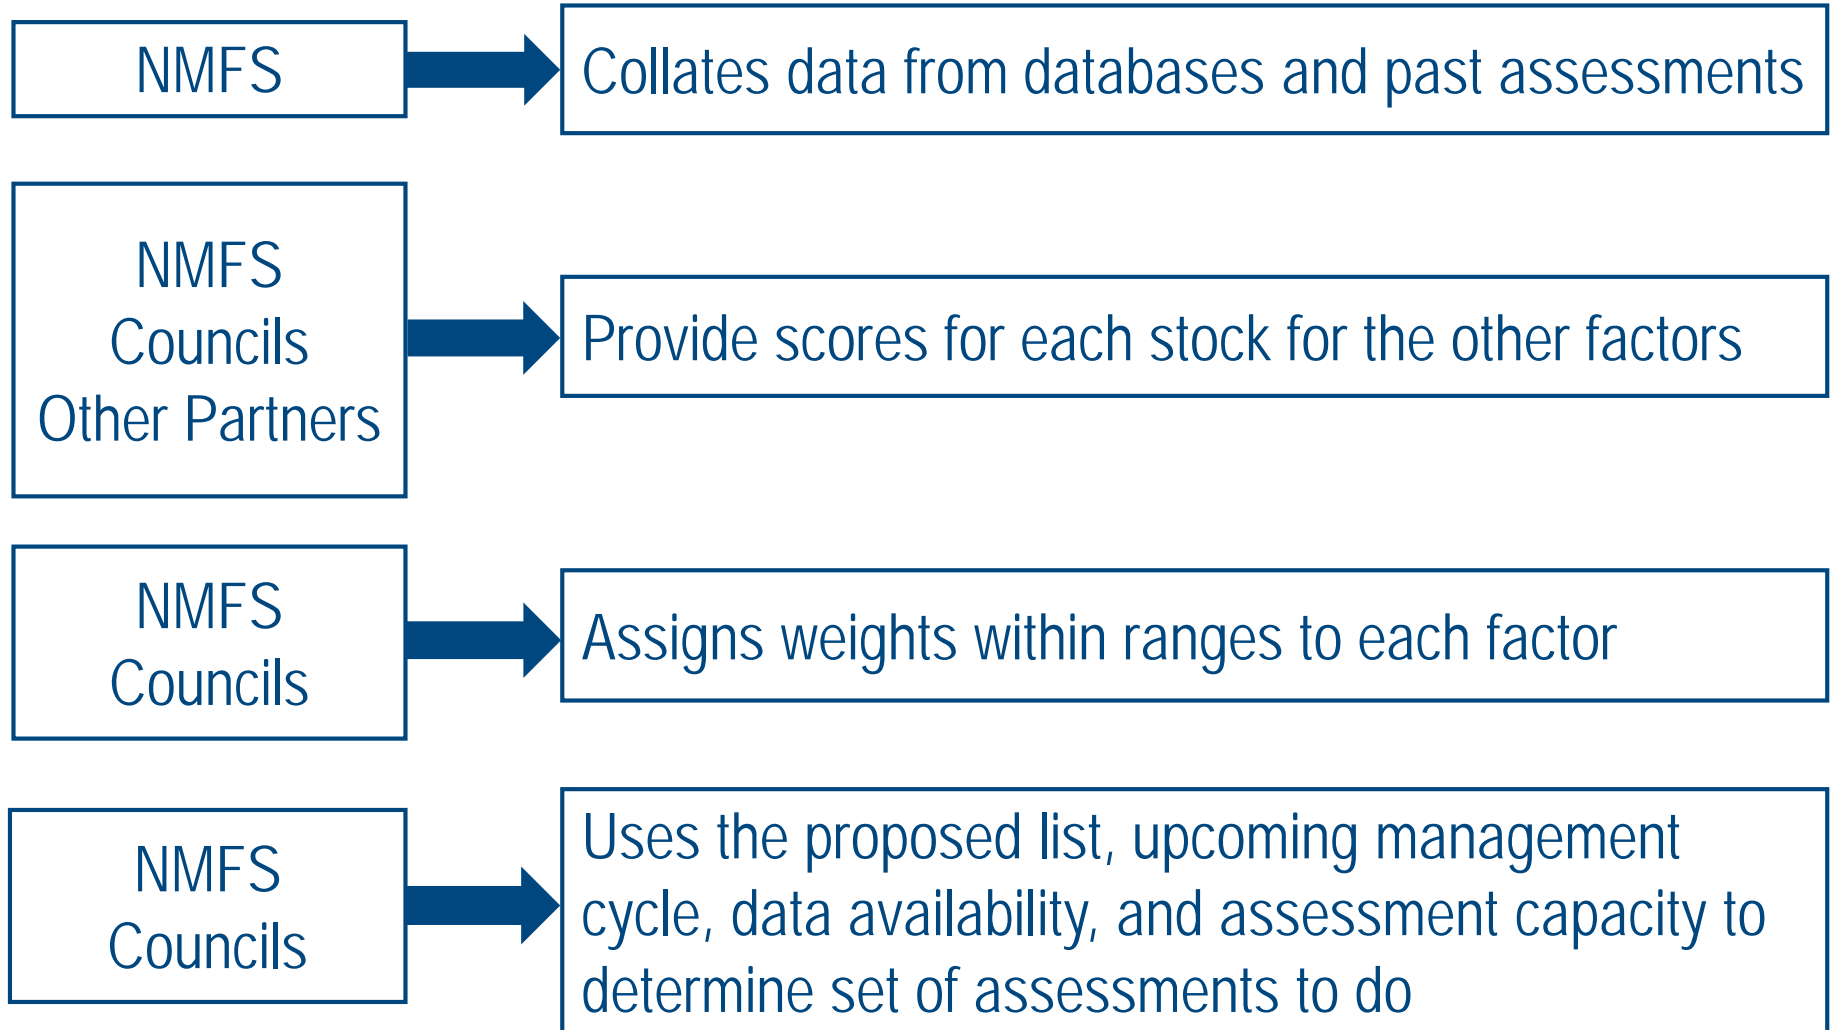 NMFS
Collates data from databases and past assessments
NMFS
Councils
Other Partners
Provide scores for each stock for the other factors
NMFS
Councils
Assigns weights within ranges to each factor
NMFS
Councils
Uses the proposed list, upcoming management
cycle, data availability, and assessment capacity to
determine set of assessments to do